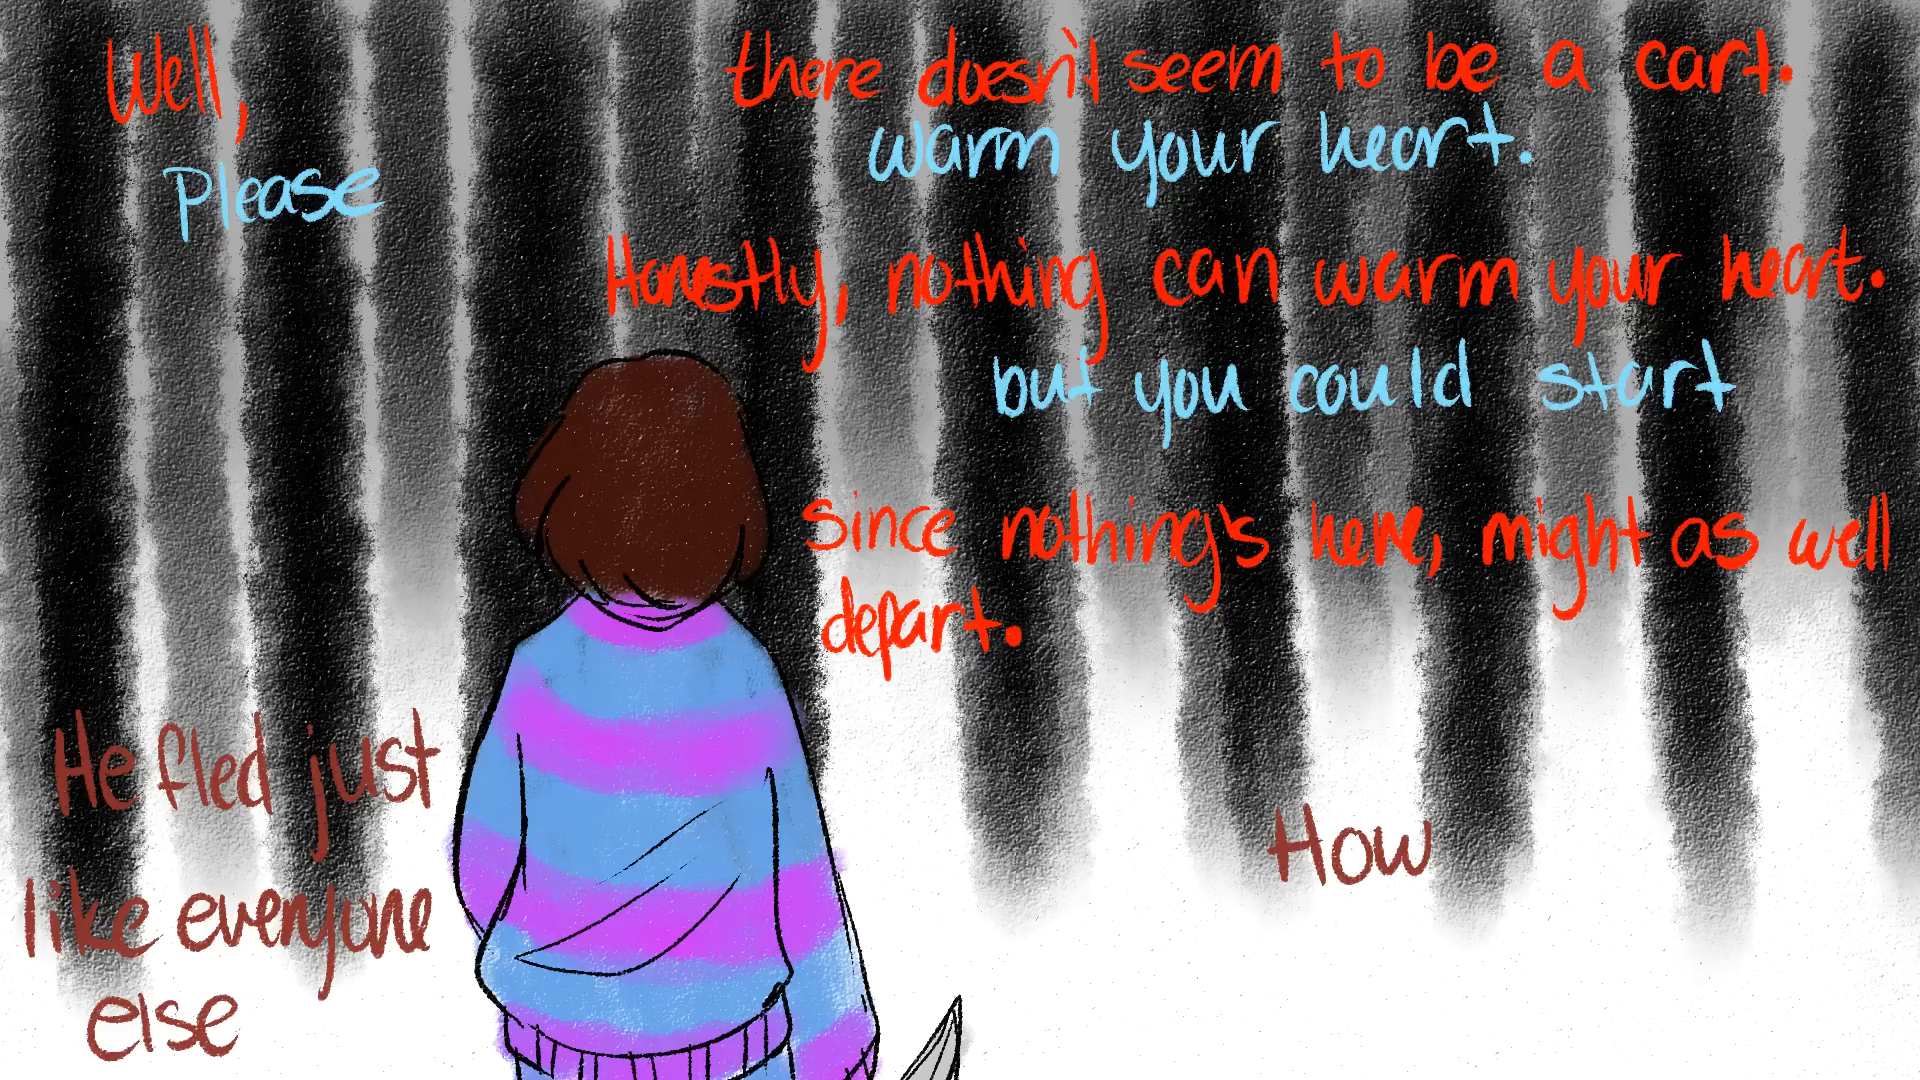 Well, there doesn't seem to be a cart.
Please warm your heart.
Honestly, nothing can warm your heart.
but you could start
since nothing's here, might as well
depart.
He fled just
like everyone
else
How